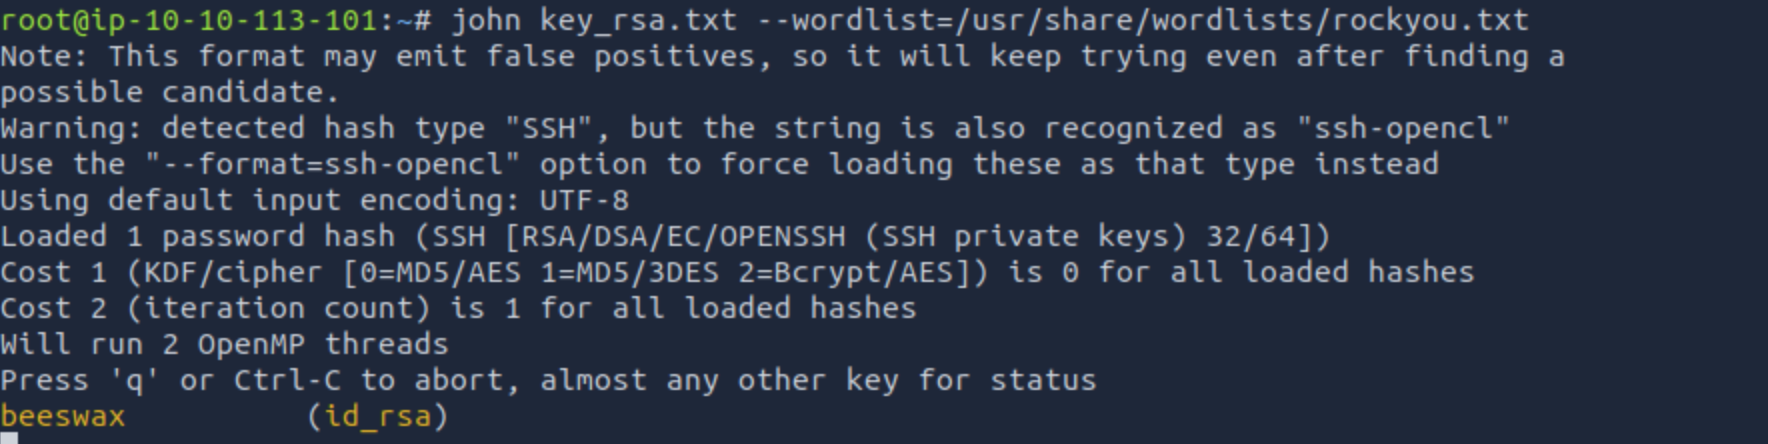 root@ip-10-10-113-101:~# john key_rsa.txt --wordlist=/usr/share/wordlists/rockyou.txt
Note: This format may emit false positives, so it will keep trying even after finding a
possible candidate.
Warning: detected hash type "SSH", but the string is also recognized as "ssh-opencl"
Use the "--format=ssh-opencl" option to force loading these as that type instead
Using default input encoding: UTF-8
Loaded 1 password hash (SSH [RSA/DSA/EC/OPENSSH (SSH private keys) 32/64])
Cost 1 (KDF/cipher [0=MD5/AES 1=MD5/3DES 2=Bcrypt/AES]) is 0 for all loaded hashes
Cost 2 (iteration count) is 1 for all loaded hashes
Will run 2 OpenMP threads
Press 'q' or Ctrl-C to abort, almost any other key for status
beeswax          (id_rsa)